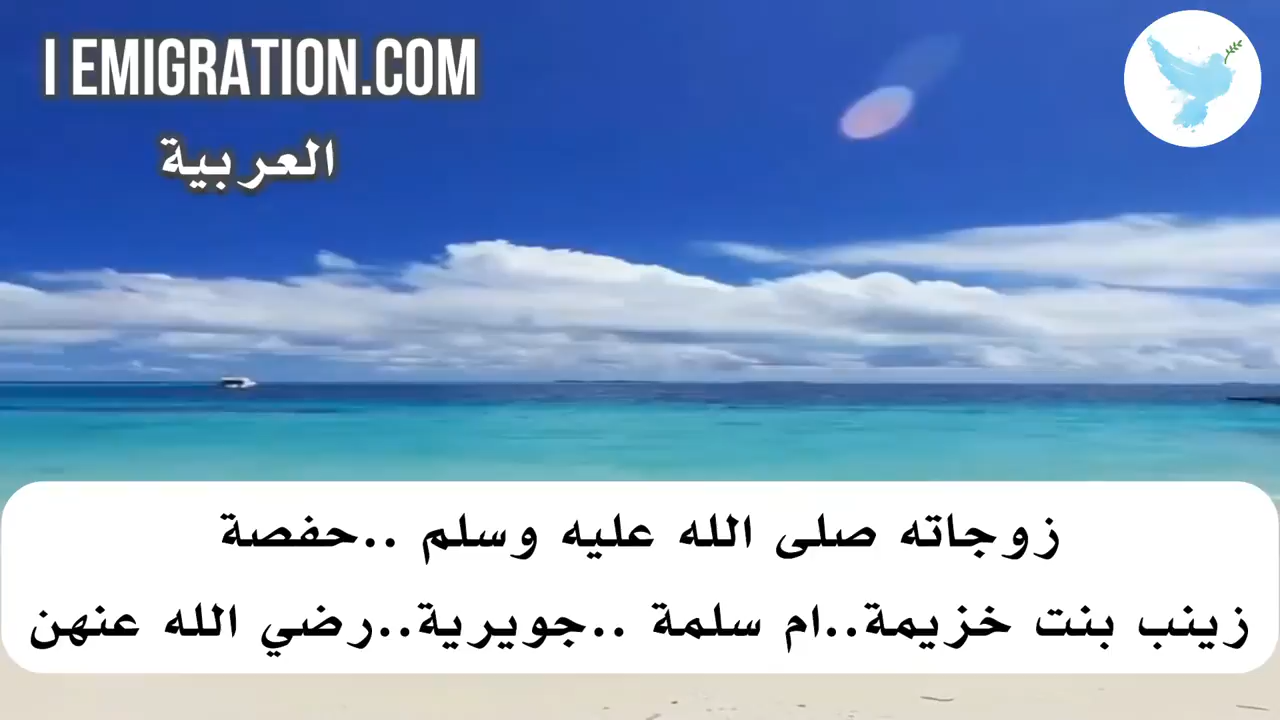 I EMIGRATION.COM
العربية
زوجاته صلى الله عليه وسلم ..حفصة
زينب بنت خزيمة..ام سلمة ..جويرية..رضي الله عنهن